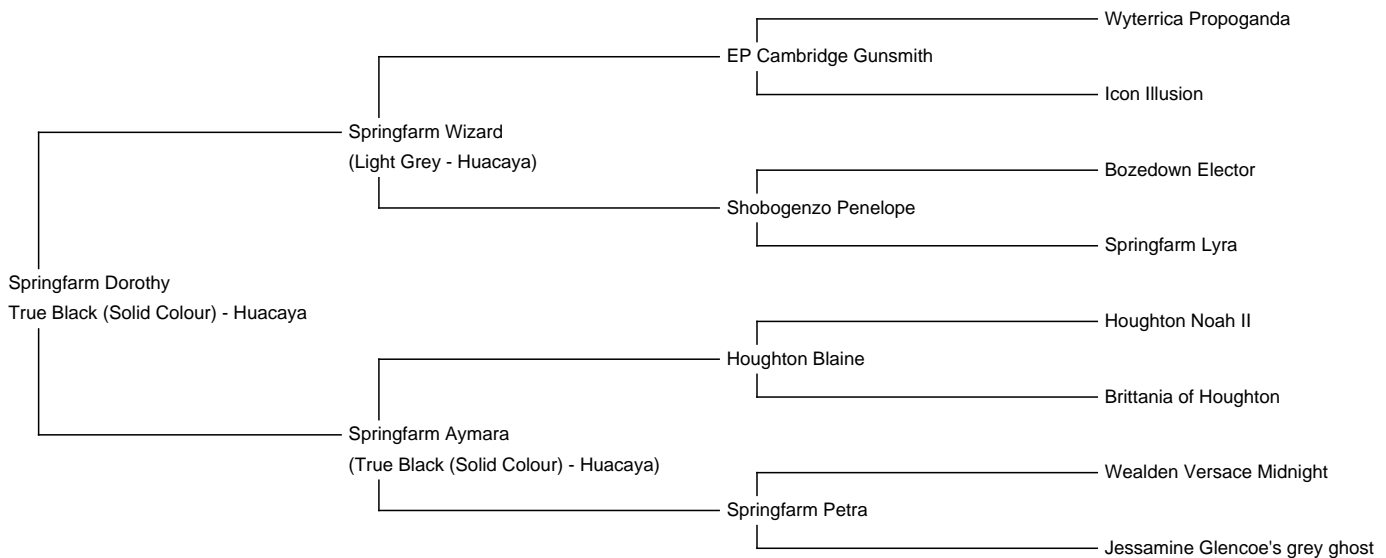 Wyterrica Propoganda
EP Cambridge Gunsmith
Icon Illusion
Springfarm Wizard
(Light Grey - Huacaya)
Bozedown Elector
Shobogenzo Penelope
Springfarm Lyra
Springfarm Dorothy
True Black (Solid Colour) - Huacaya
Houghton Noah II
Houghton Blaine
Brittania of Houghton
Springfarm Aymara
(True Black (Solid Colour) - Huacaya)
Wealden Versace Midnight
Springfarm Petra
Jessamine Glencoe's grey ghost